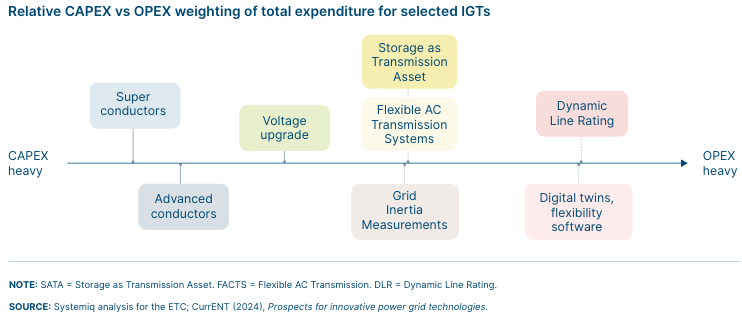 Relative CAPEX vs OPEX weighting of total expenditure for selected IGTs
Storage as
Transmission
Asset
Super
conductors
Voltage
upgrade
Flexible AC
Transmission
Systems
Dynamic
Line Rating
CAPEX
heavy
OPEX
heavy
Advanced
conductors
Grid
Inertia
Measurements
Digital twins,
flexibility
software
NOTE: SATA = Storage as Transmission Asset. FACTS = Flexible AC Transmission. DLR = Dynamic Line Rating.
SOURCE: Systemiq analysis for the ETC; CurrENT (2024), Prospects for innovative power grid technologies.